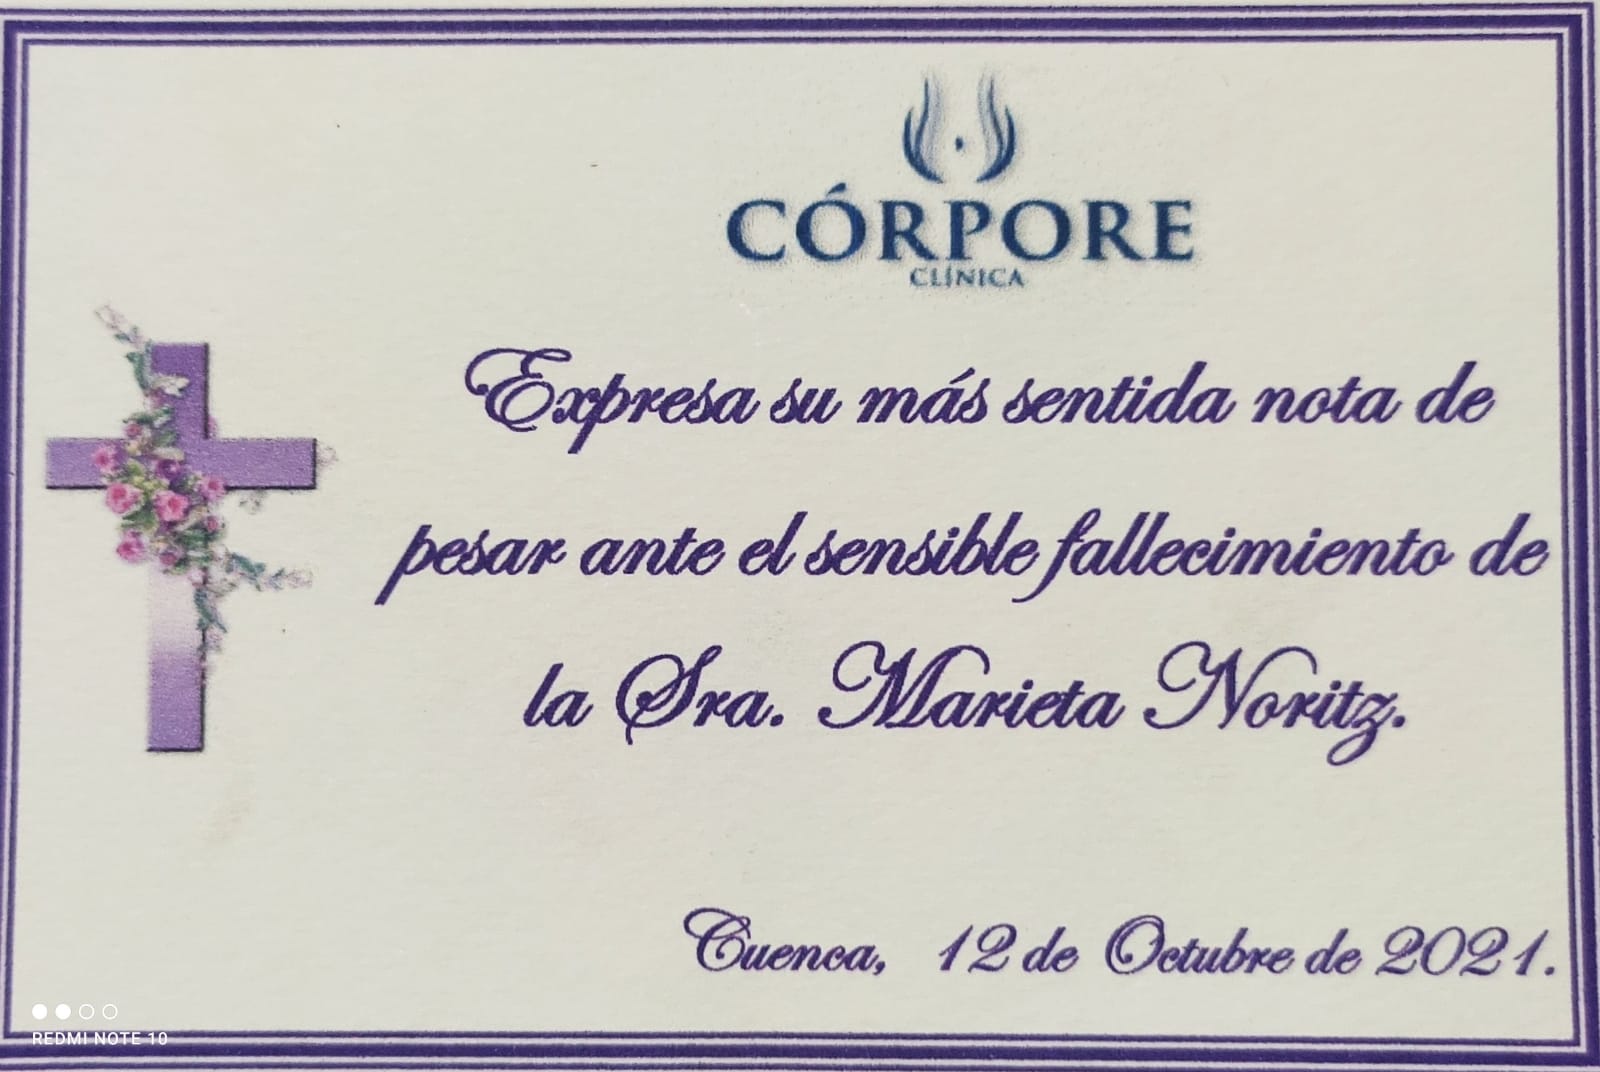 CÓRPORE
CLÍNICA
Expresa su más sentida nota de
pesar ante el sensible fallecimiento de
la Sra. Marieta Noritz.
Cuenca, 12 de Octubre de 2021.
REDMI NOTE 10